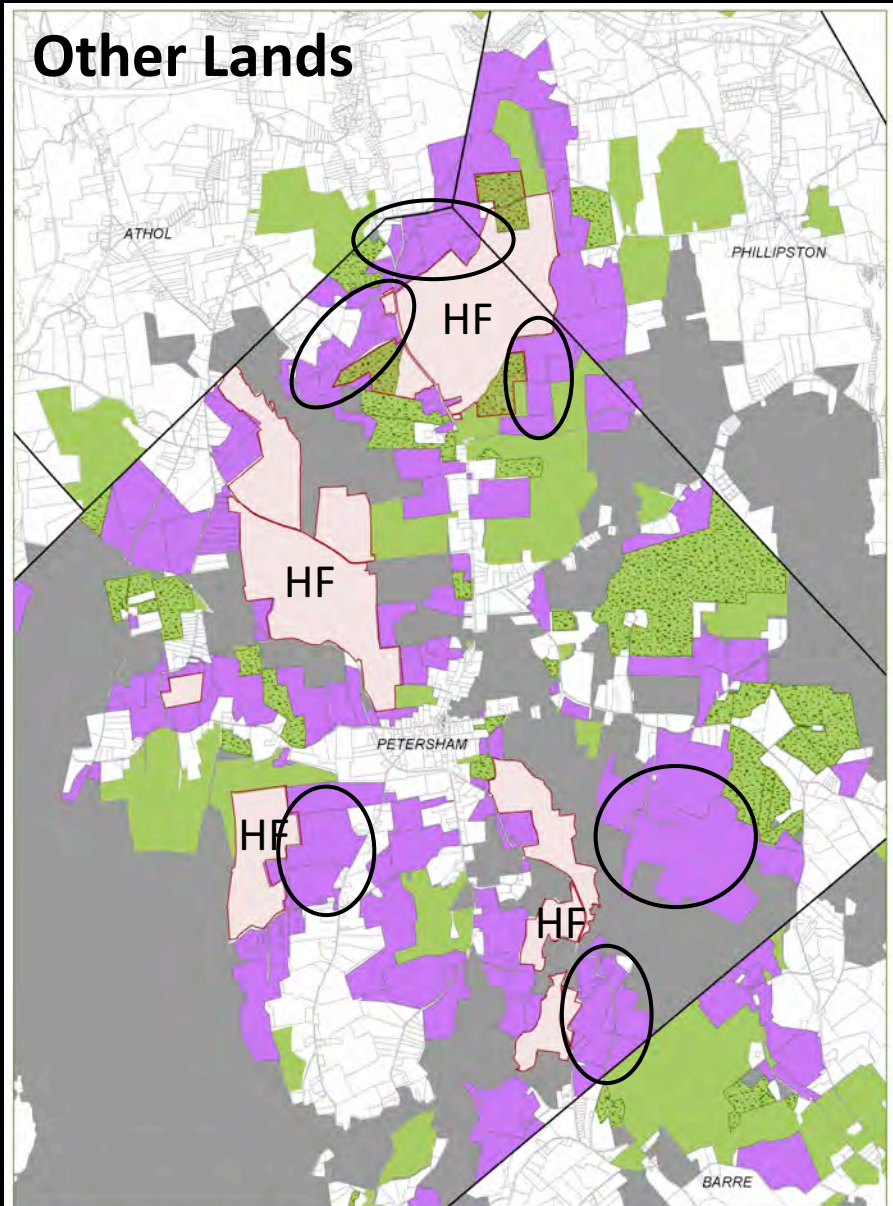 Other Lands
ATHOL
PHILLIPSTON
HF
HF
PETERSHAM
HF
HF
BARRE